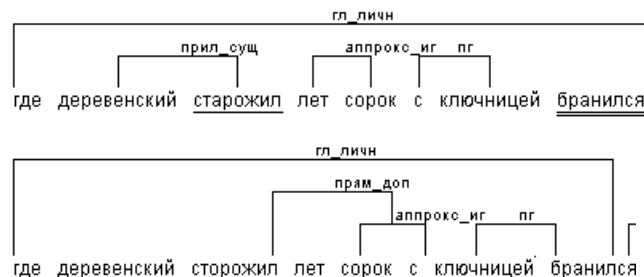 гл_личн
прил_сущ аппрокс_иг пг
где деревенский старожил лет сорок с ключницей бранился
гл_личн
прям_доп
аппрокс_иг пг
где деревенский сторожил лет сорок с ключницей бранился